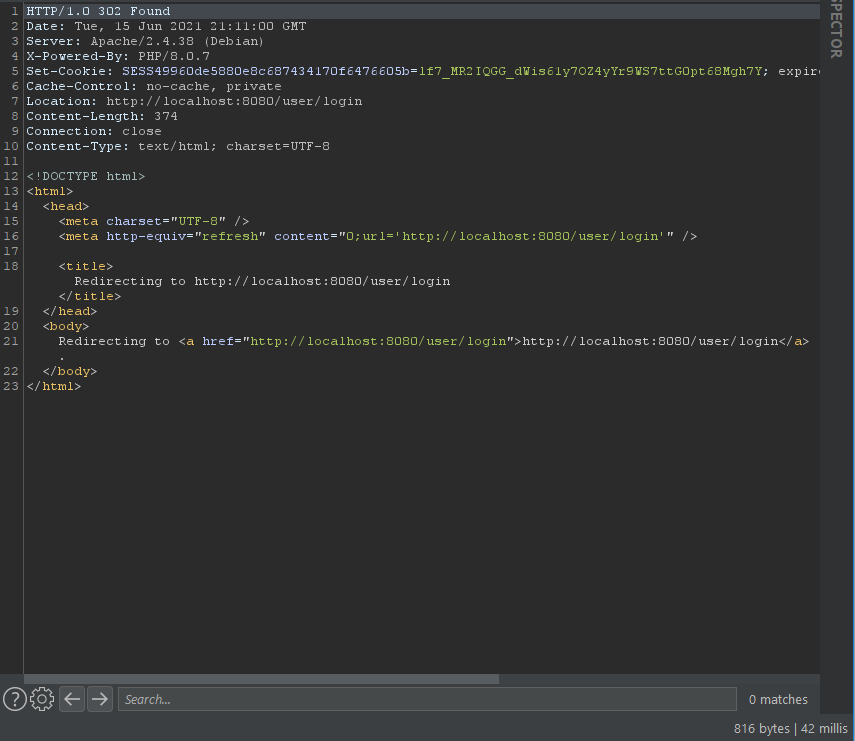 SPECTOR
1 HTTP/1.0 302 Found
2 Date: Tue, 15 Jun 2021 21:11:00 GMT
3 Server: Apache/2.4.38 (Debian)
4 X-Powered-By: PHP/8.0.7
5 Set-Cookie: SESS49960de5880e8c687434170f6476605b=lf7_MR2IQGG_dWis6ly7OZ4yYr9WS7ttGOpt68Mgh7Y; expire
6 Cache-Control: no-cache, private
7 Location: http://localhost:8080/user/login
8 Content-Length: 374
9 Connection: close
10 Content-Type: text/html; charset=UTF-8
11
12 <!DOCTYPE html>
13 <html>
14 <head>
15 <meta charset="UTF-8" />
16 <meta http-equiv="refresh" content="0;url='http://localhost:8080/user/login'" />
17
18 <title>
Redirecting to http://localhost:8080/user/login
</title>
19 </head>
20 <body>
21 Redirecting to <a href="http://localhost:8080/user/login">http://localhost:8080/user/login</a>
.
22 </body>
23 </html>
? Search... 0 matches
816 bytes | 42 millis